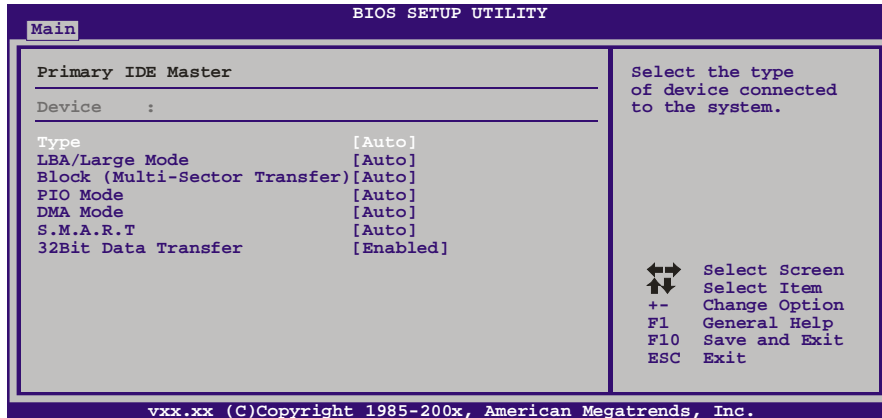 BIOS SETUP UTILITY
Main
Primary IDE Master
Device :
Type [Auto]
LBA/Large Mode [Auto]
Block (Multi-Sector Transfer)[Auto]
PIO Mode [Auto]
DMA Mode [Auto]
S.M.A.R.T [Auto]
32Bit Data Transfer [Enabled]
Select the type
of device connected
to the system.
Select Screen
Select Item
+- Change Option
F1 General Help
F10 Save and Exit
ESC Exit
vxx.xx (C)Copyright 1985-200x, American Megatrends, Inc.